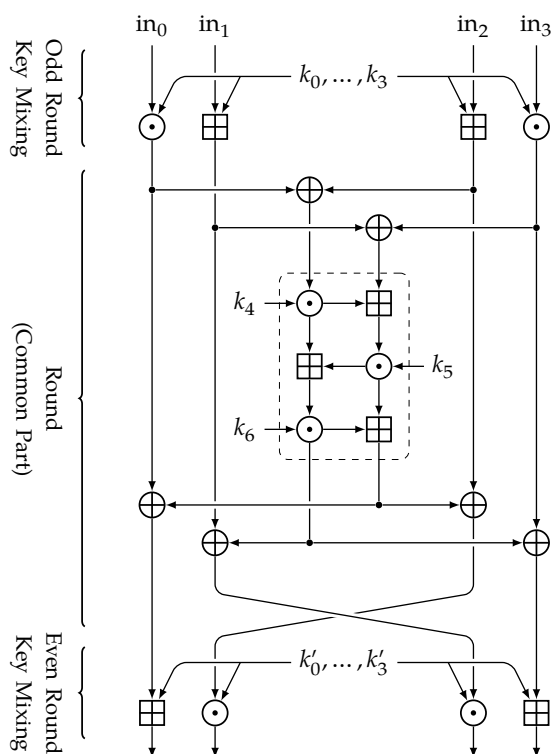 in₀ in₁ in₂ in₃
Odd Round
Key Mixing
k₀, … , k₃
k₄
k₅
k₆
Round
(Common Part)
Even Round
Key Mixing
k′₀, … , k′₃